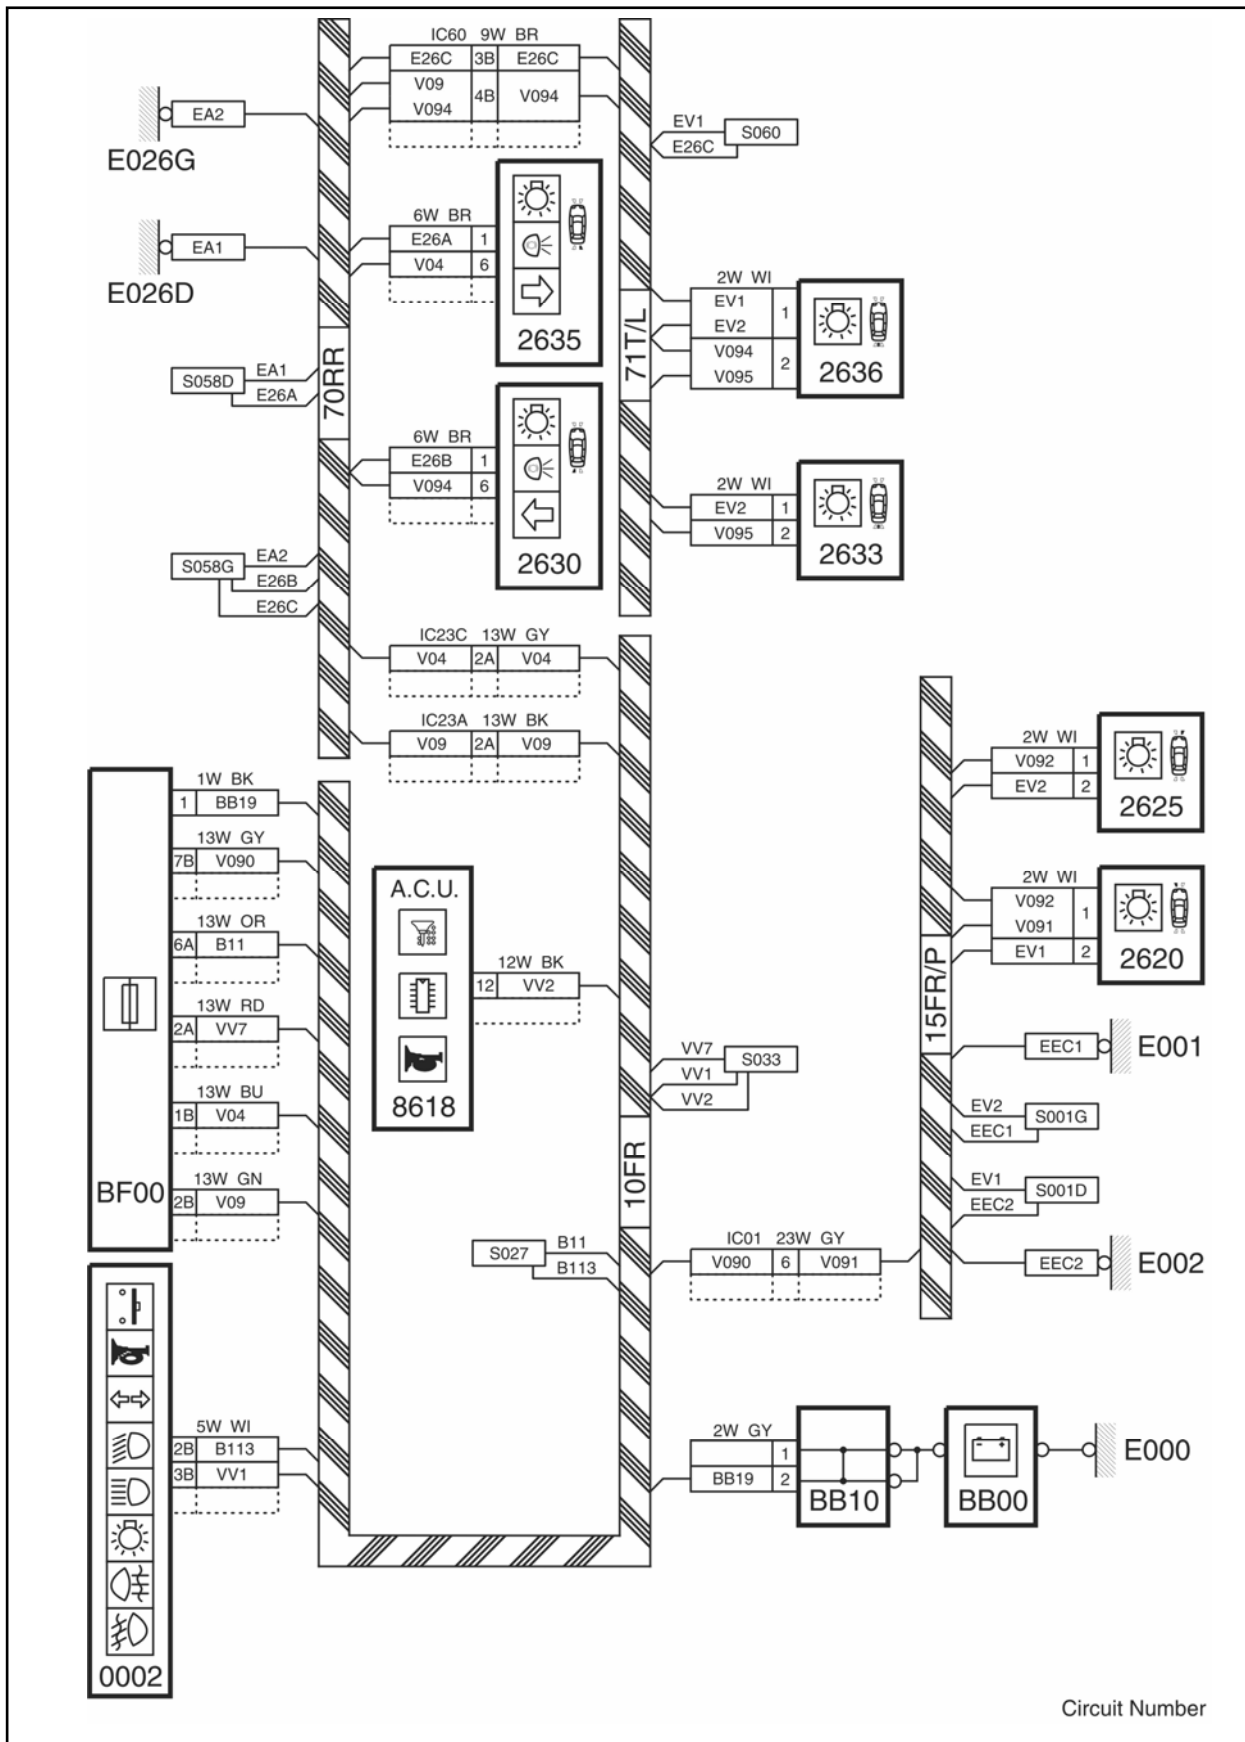 IC60 9W BR
E26C 3B E26C
V09
V094 4B V094
EA2
E026G
EV1 S060
E26C
6W BR
E26A 1
V04 6
2635
EA1
E026D
2W WI
EV1
EV2 1
V094
V095 2
2636
71T/L
70RR
S058D EA1
E26A
6W BR
E26B 1
V094 6
2630
2W WI
EV2 1
V095 2
2633
S058G EA2
E26B
E26C
IC23C 13W GY
V04 2A V04
IC23A 13W BK
V09 2A V09
2W WI
V092 1
EV2 2
2625
1W BK
1 BB19
13W GY
7B V090
13W OR
6A B11
13W RD
2A VV7
13W BU
1B V04
13W GN
2B V09
BF00
A.C.U.
12W BK
12 VV2
8618
2W WI
V092
V091 1
EV1 2
2620
15FR/P
EEC1 E001
VV7 S033
VV1
VV2
EV2 S001G
EEC1
10FR
EV1 S001D
EEC2
S027 B11
B113
IC01 23W GY
V090 6 V091
EEC2 E002
5W WI
2B B113
3B VV1
0002
2W GY
1
BB19 2
BB10
BB00
E000
Circuit Number